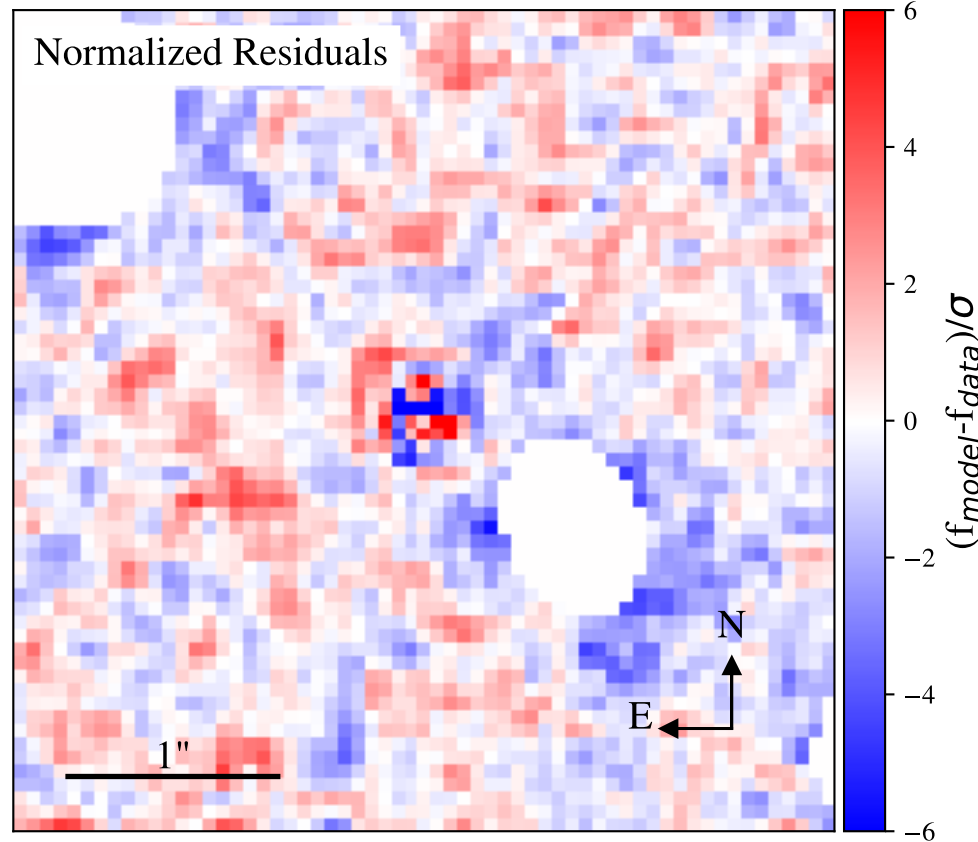 Normalized Residuals
6
4
2
0
−2
−4
−6
(f_model-f_data)/σ
N
E
1"